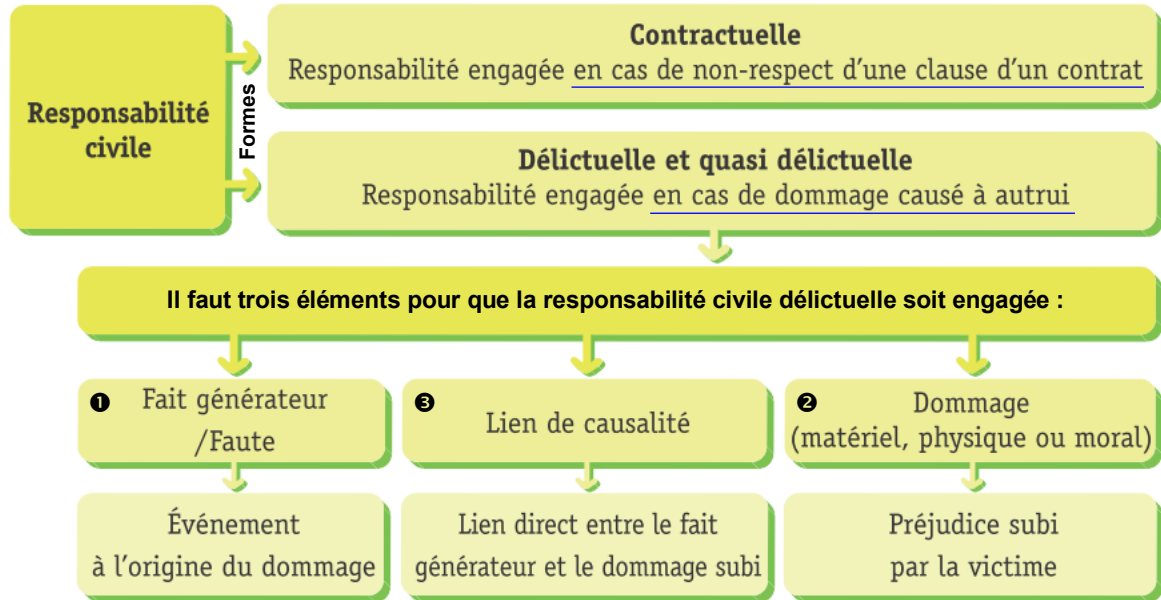 Responsabilité
civile
Formes
Contractuelle
Responsabilité engagée en cas de non-respect d'une clause d'un contrat
Délictuelle et quasi délictuelle
Responsabilité engagée en cas de dommage causé à autrui
Il faut trois éléments pour que la responsabilité civile délictuelle soit engagée :
❶ Fait générateur
/Faute
Événement
à l'origine du dommage
❸ Lien de causalité
Lien direct entre le fait
générateur et le dommage subi
❷ Dommage
(matériel, physique ou moral)
Préjudice subi
par la victime